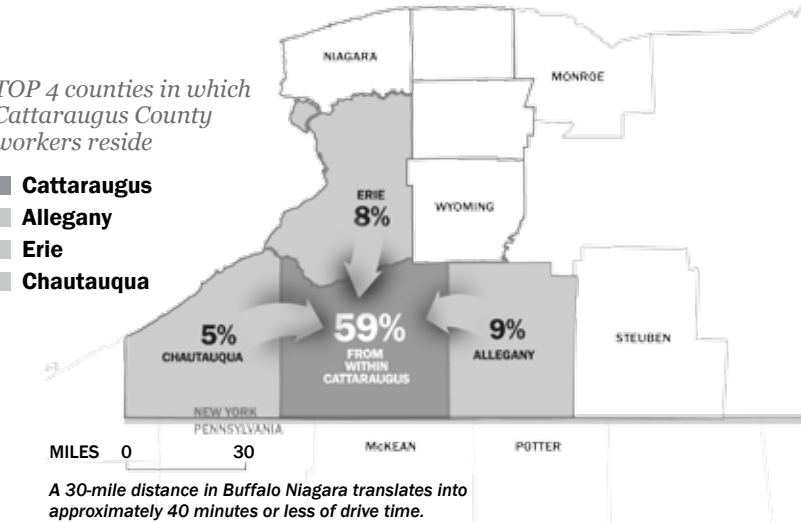 TOP 4 counties in which
Cattaraugus County
workers reside
Cattaraugus
Allegany
Erie
Chautauqua
NIAGARA
MONROE
ERIE
8%
WYOMING
5%
CHAUTAUQUA
59%
FROM
WITHIN
CATTARAUGUS
9%
ALLEGANY
STEUBEN
NEW YORK
PENNSYLVANIA
McKEAN
POTTER
MILES 0 30
A 30-mile distance in Buffalo Niagara translates into
approximately 40 minutes or less of drive time.